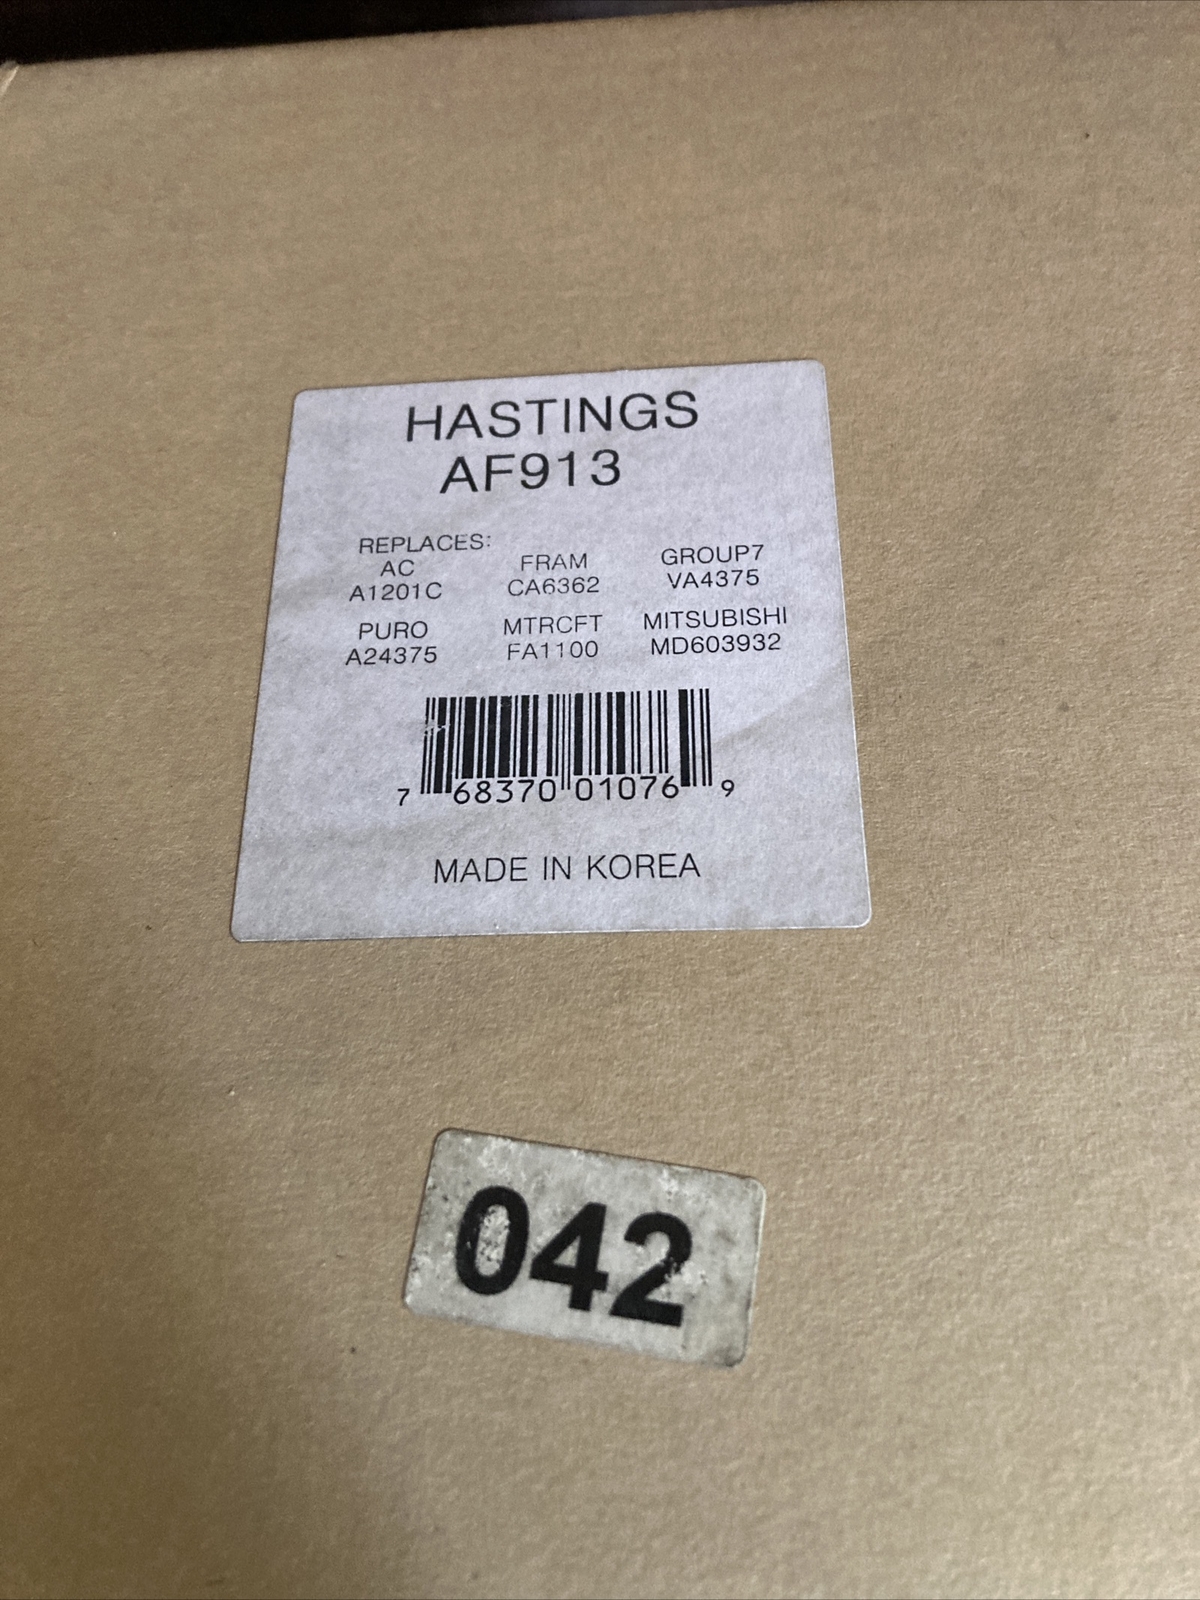 HASTINGS
AF913
REPLACES:
AC FRAM GROUP7
A1201C CA6362 VA4375
PURO MTRCFT MITSUBISHI
A24375 FA1100 MD603932
7 68370 01076 9
MADE IN KOREA
042